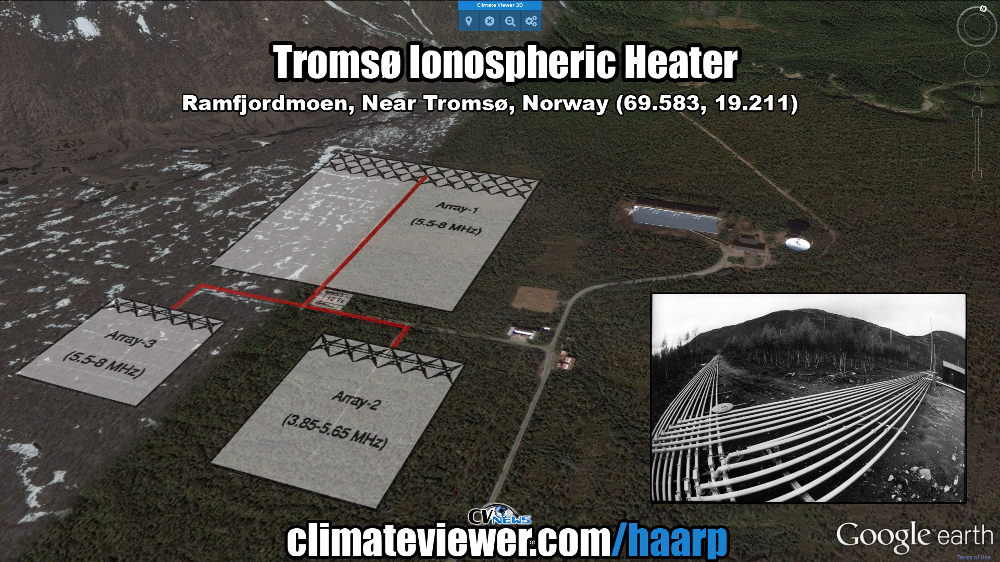 Climate Viewer 3D
N
Tromsø Ionospheric Heater
Ramfjordmoen, Near Tromsø, Norway (69.583, 19.211)
Array-1
(5.5-8 MHz)
12 Tx
Array-3
(5.5-8 MHz)
Array-2
(3.85-5.65 MHz)
CV NEWS
climateviewer.com/haarp
Google™ earth
Terms of Use